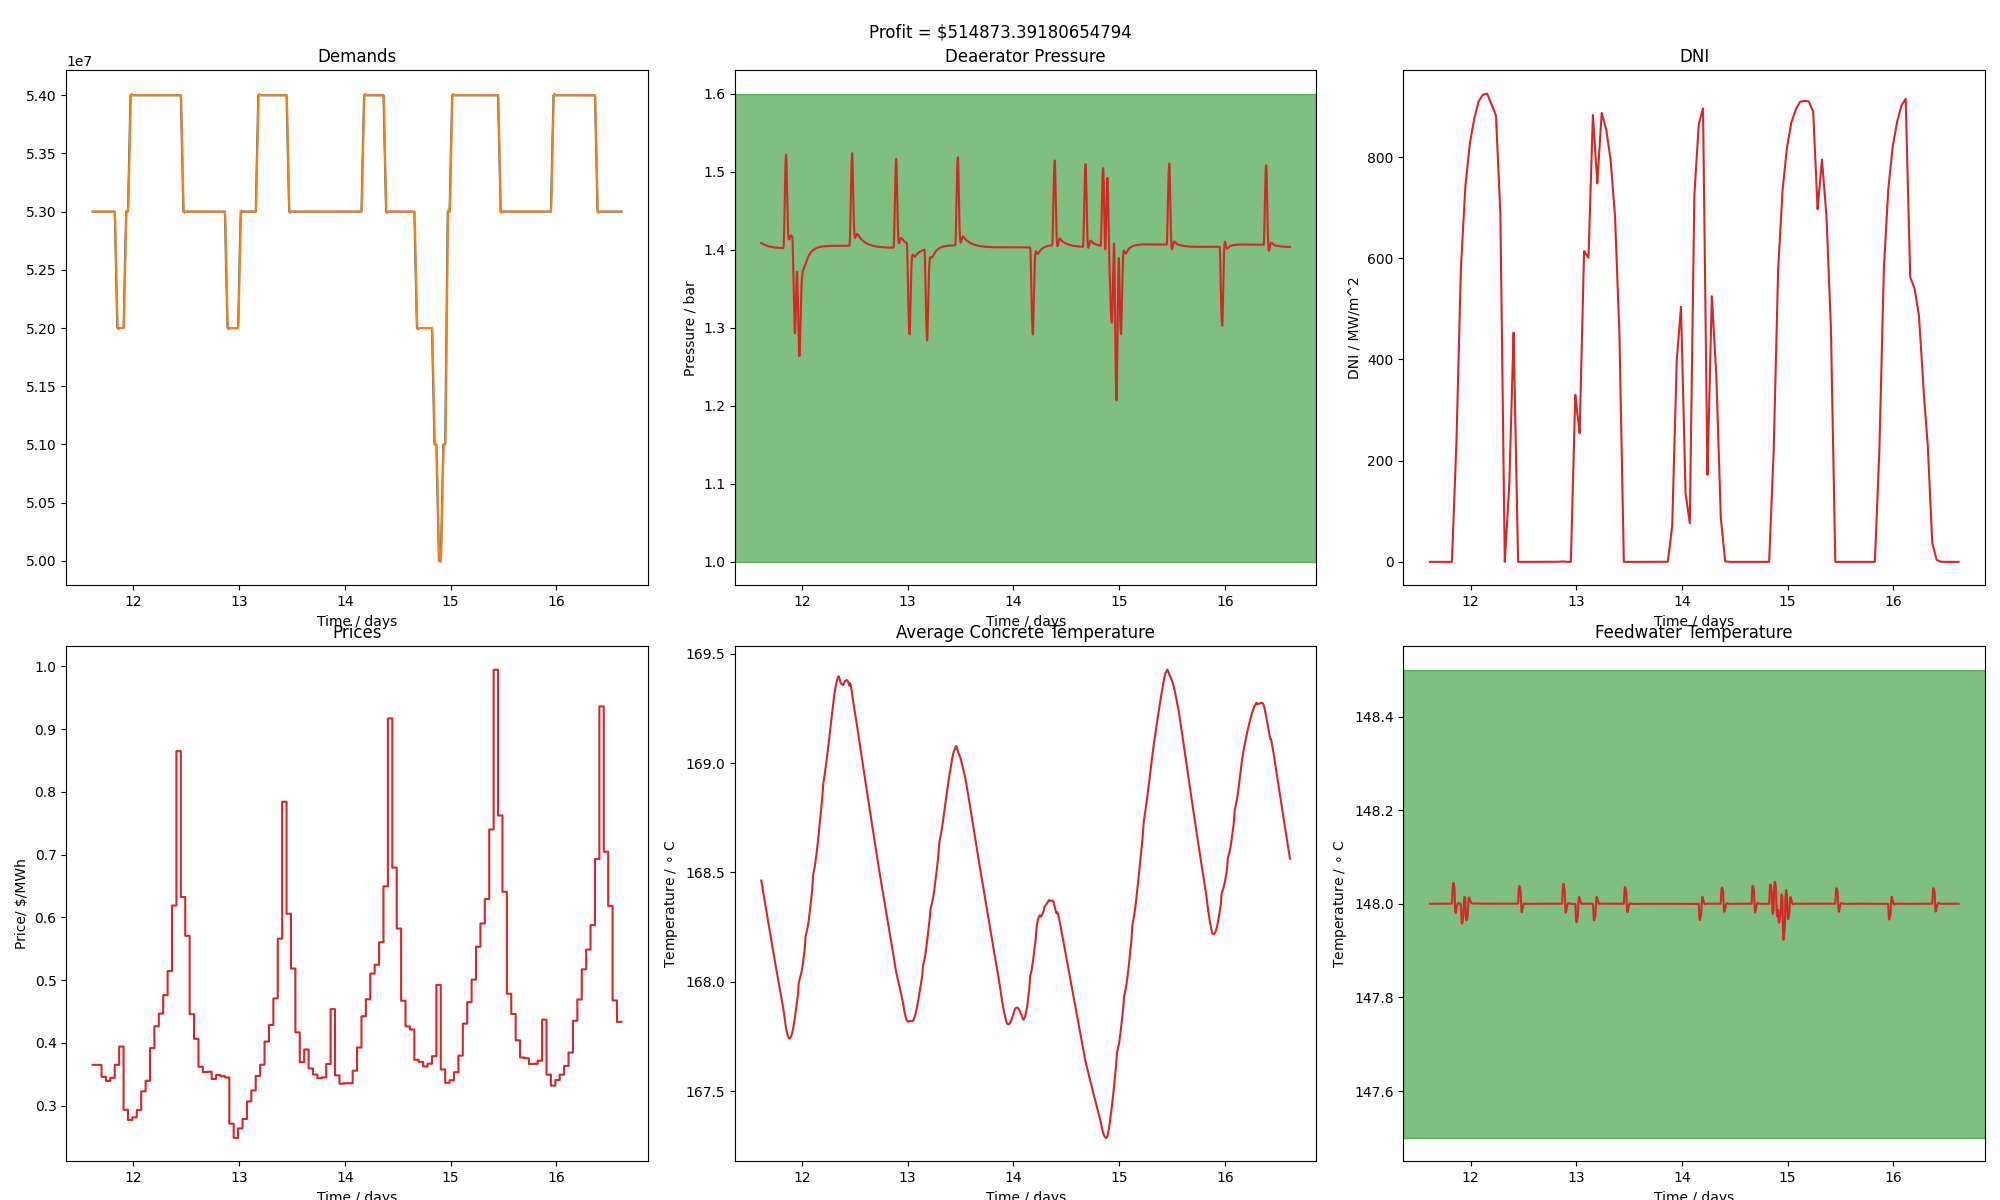 Profit = $514873.39180654794
Demands
1e7
5.40
5.35
5.30
5.25
5.20
5.15
5.10
5.05
5.00
12 13 14 15 16
Time / days
Deaerator Pressure
Pressure / bar
1.6
1.5
1.4
1.3
1.2
1.1
1.0
12 13 14 15 16
Time / days
DNI
DNI / MW/m^2
800
600
400
200
0
12 13 14 15 16
Time / days
Prices
Price/ $/MWh
1.0
0.9
0.8
0.7
0.6
0.5
0.4
0.3
12 13 14 15 16
Time / days
Average Concrete Temperature
Temperature / ∘ C
169.5
169.0
168.5
168.0
167.5
12 13 14 15 16
Time / days
Feedwater Temperature
Temperature / ∘ C
148.4
148.2
148.0
147.8
147.6
12 13 14 15 16
Time / days